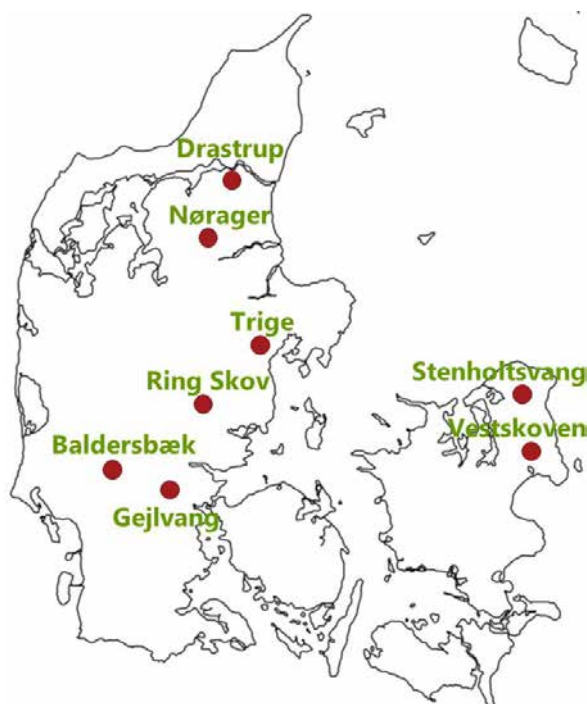 Drastrup
Nørager
Trige
Ring Skov
Stenholtsvang
Vestskoven
Baldersbæk
Gejlvang